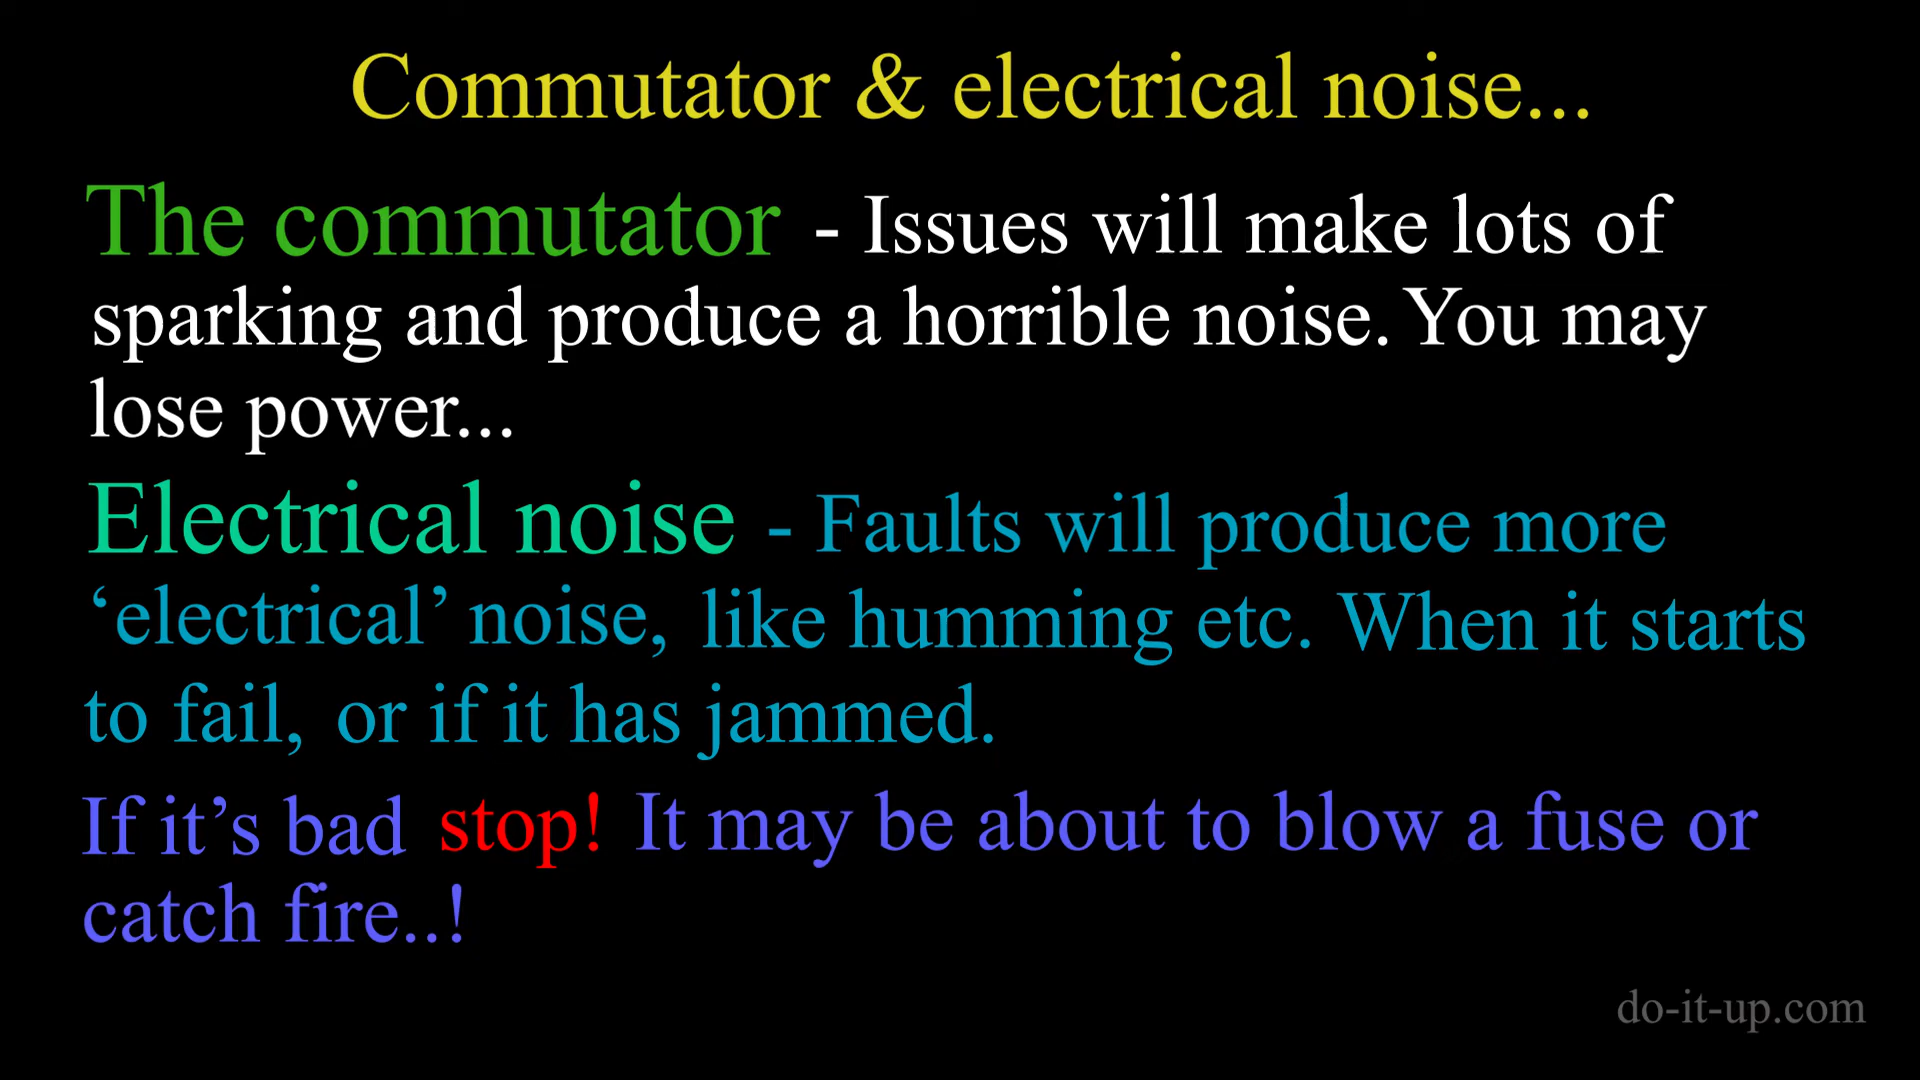 Commutator & electrical noise...
The commutator - Issues will make lots of
sparking and produce a horrible noise. You may
lose power...
Electrical noise - Faults will produce more
‘electrical’ noise, like humming etc. When it starts
to fail, or if it has jammed.
If it’s bad stop! It may be about to blow a fuse or
catch fire..!
do-it-up.com